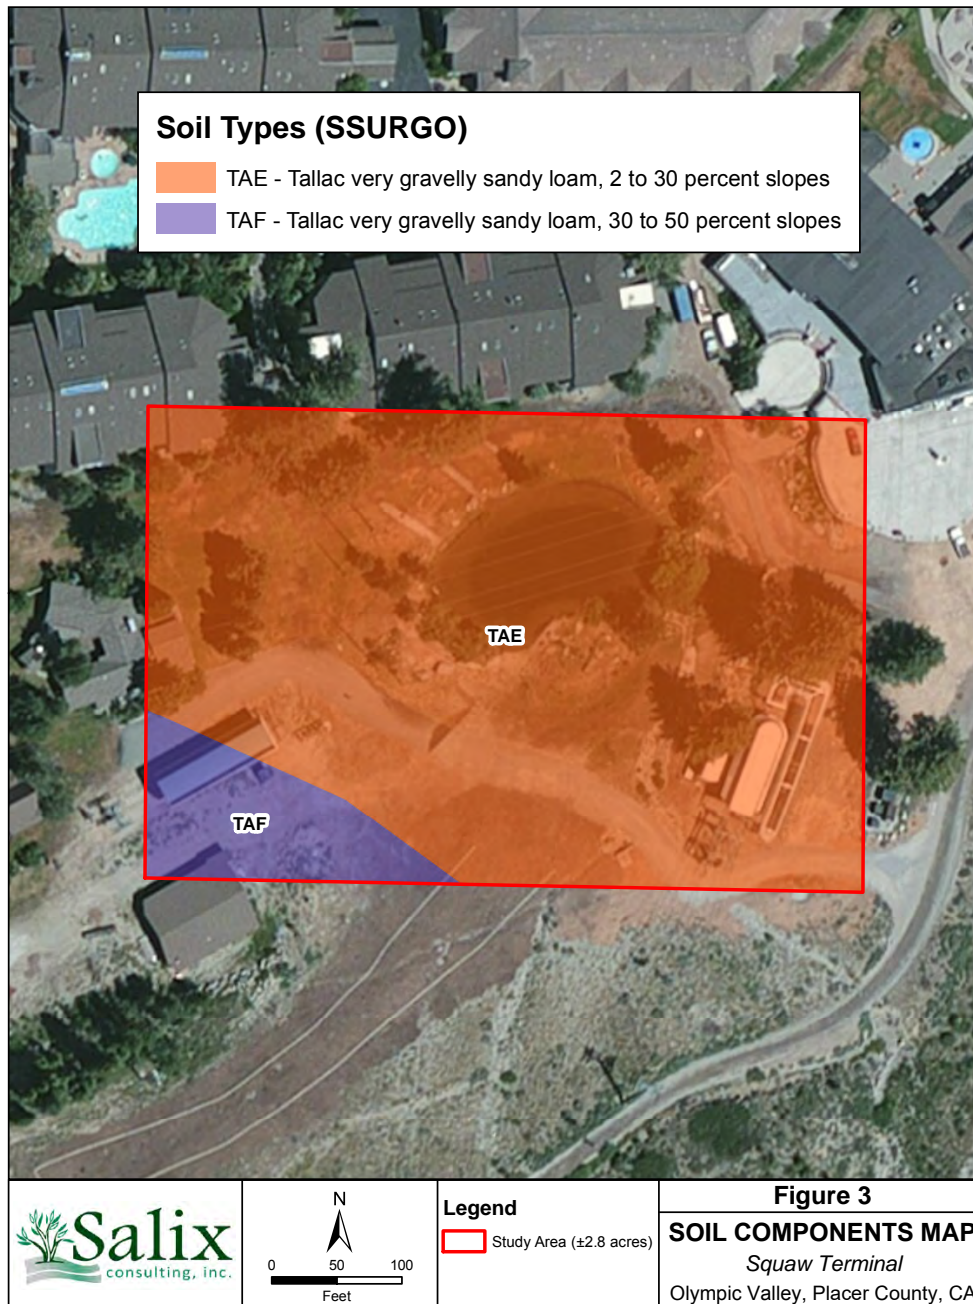 Soil Types (SSURGO)
TAE - Tallac very gravelly sandy loam, 2 to 30 percent slopes
TAF - Tallac very gravelly sandy loam, 30 to 50 percent slopes
TAE
TAF
Salix
consulting, inc.
N
0 50 100
Feet
Legend
Study Area (±2.8 acres)
Figure 3
SOIL COMPONENTS MAP
Squaw Terminal
Olympic Valley, Placer County, CA